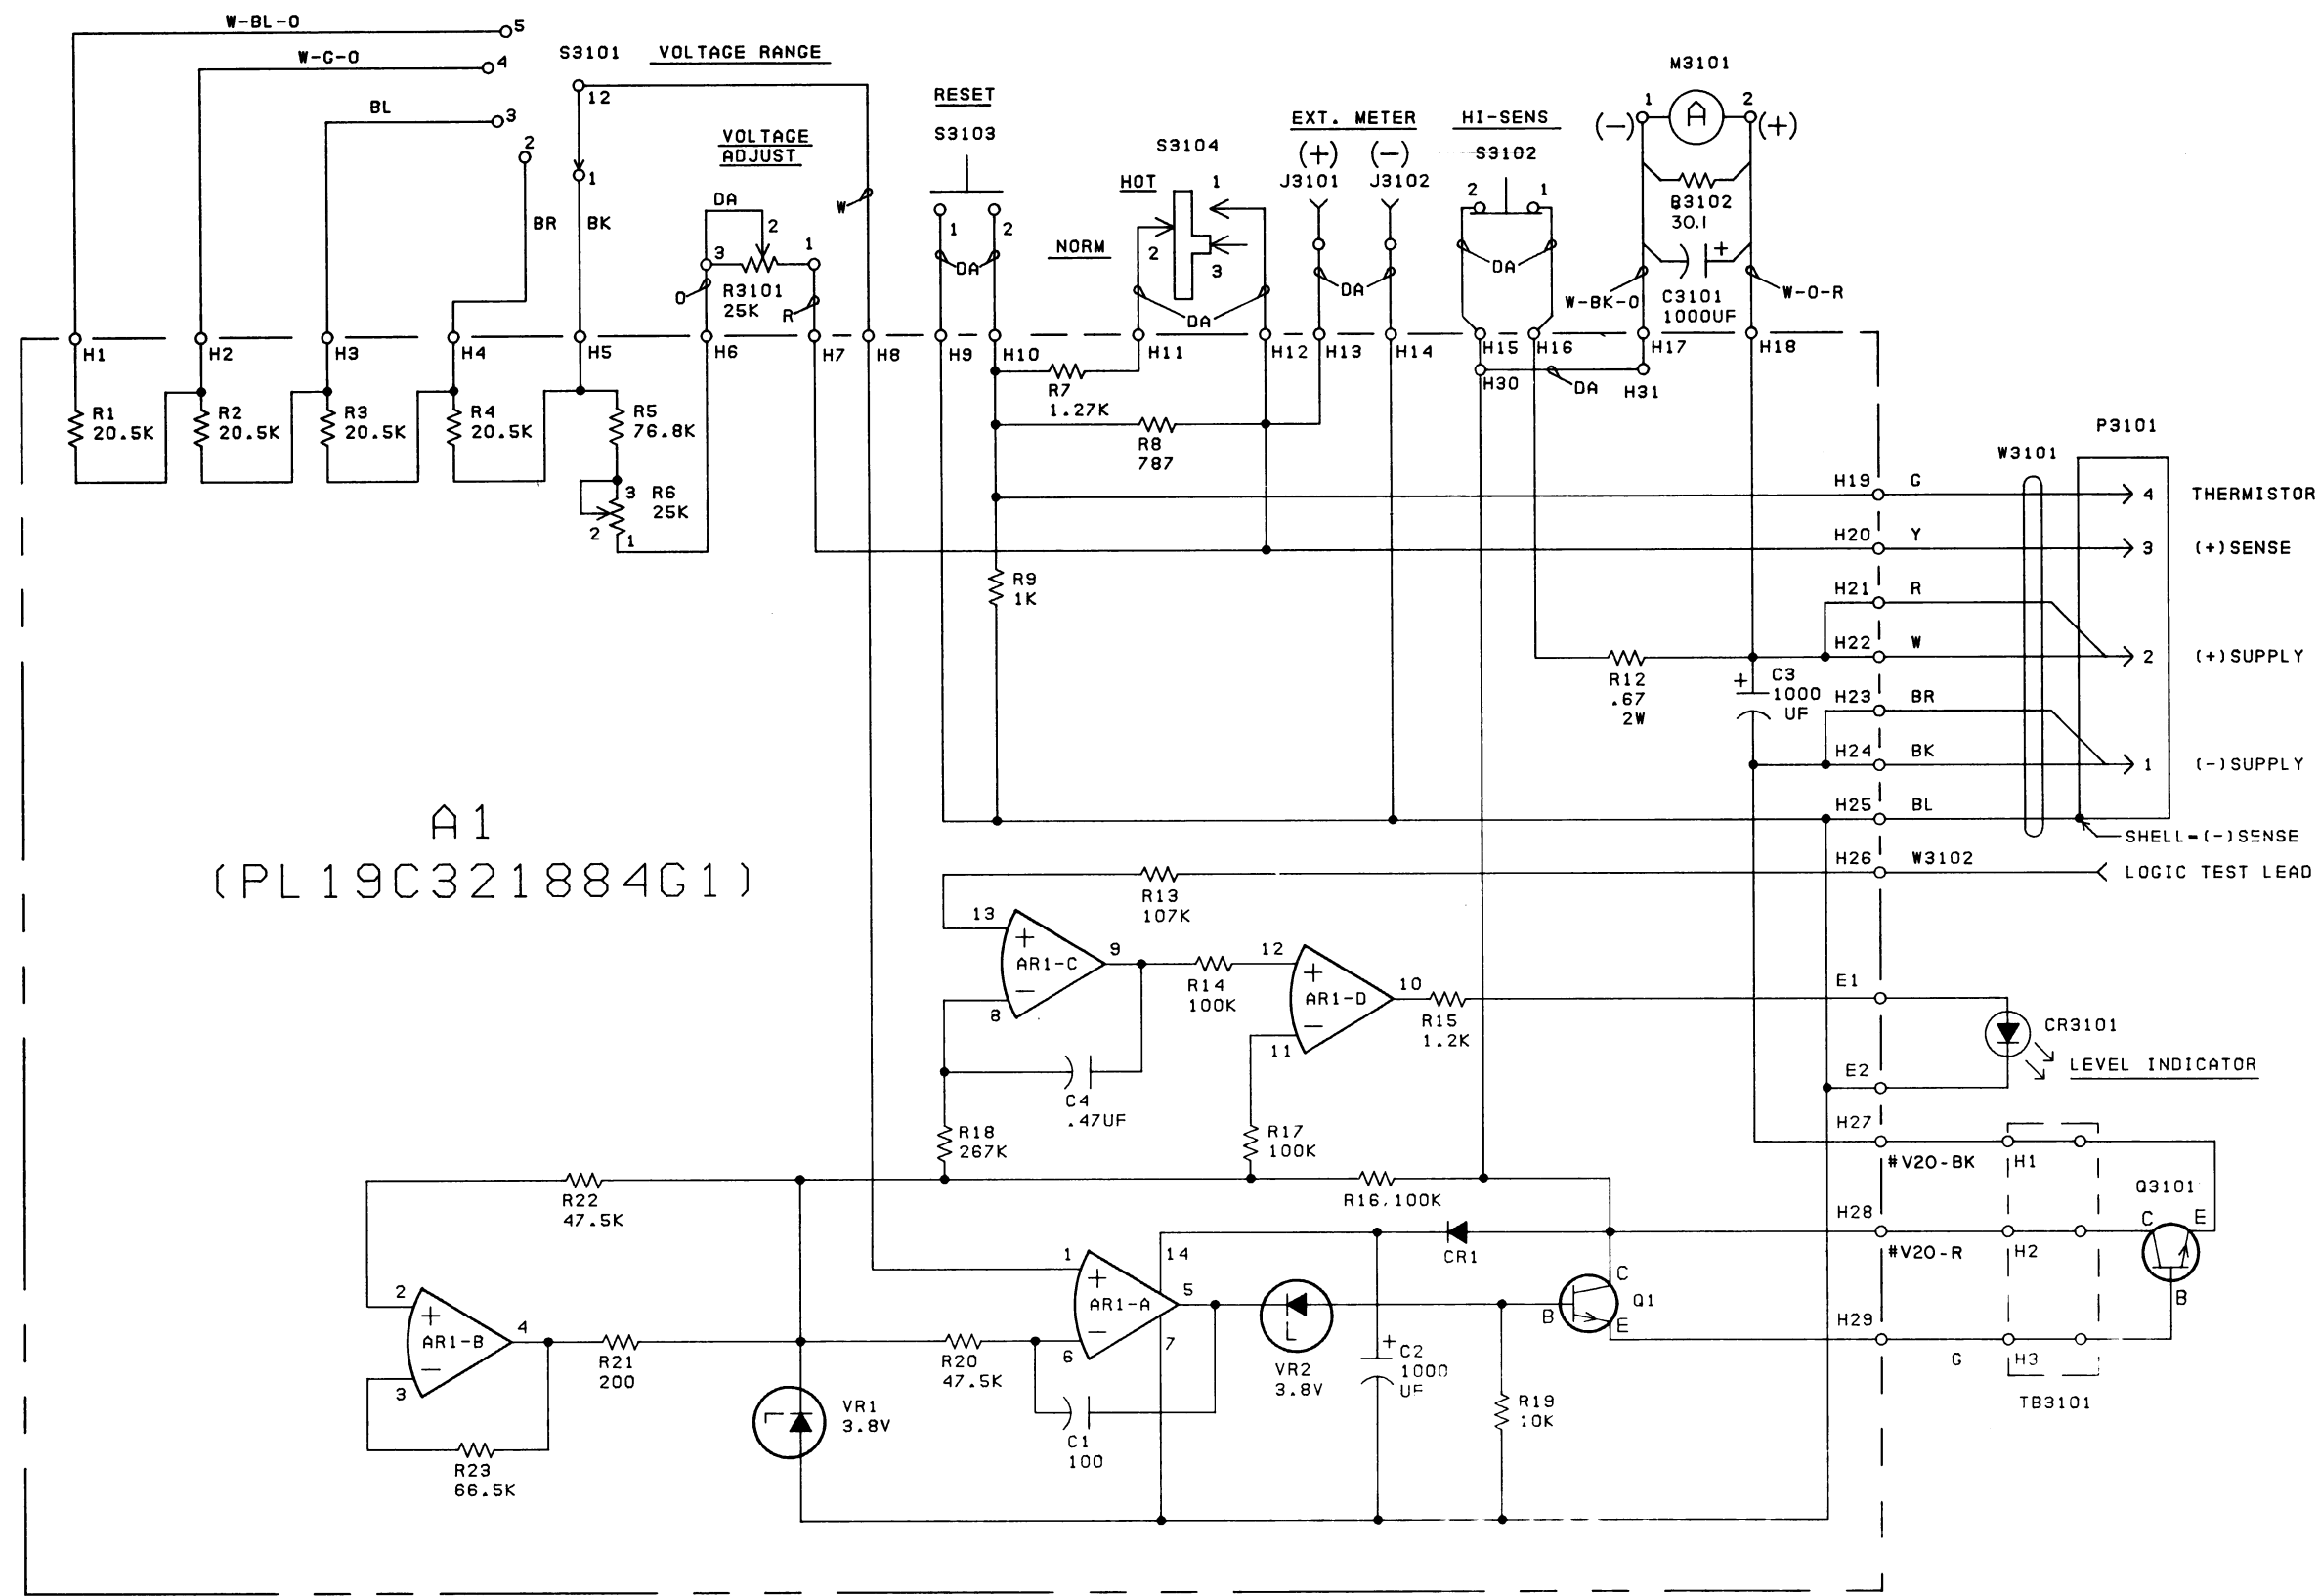 W-BL-O
5
W-G-O
4
S3101 VOLTAGE RANGE
BL
3
12
2
1
BR
BK
VOLTAGE
ADJUST
DA
2
3
1
R3101
25K
O
R
W
RESET
S3103
1
2
DA
S3104
HOT
1
NORM
2
3
DA
EXT. METER
(+)
(-)
J3101
J3102
DA
HI-SENS
S3102
2
1
DA
M3101
1
2
A
(-)
(+)
R3102
30.1
+
C3101
1000UF
W-BK-O
W-O-R
H1
H2
H3
H4
H5
H6
H7
H8
H9
H10
H11
H12
H13
H14
H15
H16
H17
H18
H30
DA
H31
R1
20.5K
R2
20.5K
R3
20.5K
R4
20.5K
R5
76.8K
3
R6
25K
2
1
R7
1.27K
R8
787
R9
1K
P3101
W3101
H19
G
4
THERMISTOR
H20
Y
3
(+)SENSE
H21
R
H22
W
2
(+)SUPPLY
R12
.67
2W
+
C3
1000
UF
H23
BR
H24
BK
1
(-)SUPPLY
H25
BL
SHELL=(-)SENSE
H26
W3102
LOGIC TEST LEAD
A1
(PL19C321884G1)
R13
107K
13
+
AR1-C
-
8
9
R14
100K
12
+
AR1-D
-
11
10
R15
1.2K
C4
.47UF
E1
CR3101
LEVEL INDICATOR
E2
R18
267K
R17
100K
H27
#V20-BK
H1
R22
47.5K
R16,100K
Q3101
H28
C
E
#V20-R
H2
B
CR1
1
+
AR1-A
-
6
14
5
7
2
+
AR1-B
-
3
4
R21
200
R20
47.5K
VR2
3.8V
C
Q1
B
E
H29
G
H3
TB3101
+
C2
1000
UF
R19
10K
VR1
3.8V
C1
100
R23
66.5K